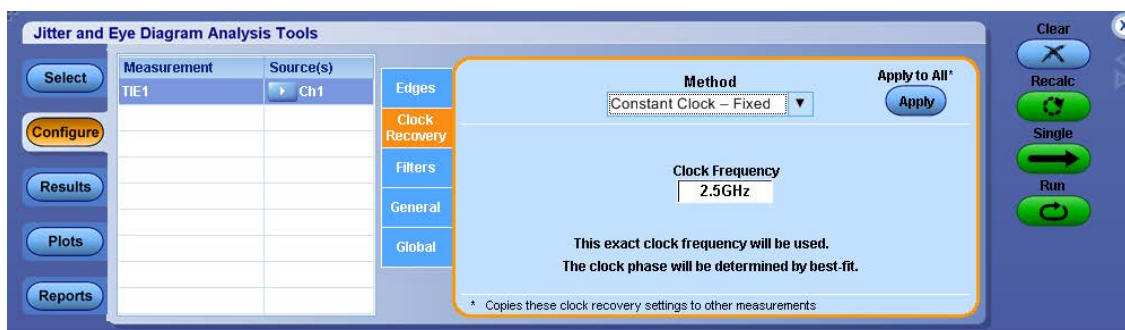 Jitter and Eye Diagram Analysis Tools
Select
Configure
Results
Plots
Reports
Measurement Source(s)
TIE1 Ch1
Edges
Clock
Recovery
Filters
General
Global
Method
Constant Clock – Fixed
Apply to All*
Apply
Clock Frequency
2.5GHz
This exact clock frequency will be used.
The clock phase will be determined by best-fit.
* Copies these clock recovery settings to other measurements
Clear
Recalc
Single
Run